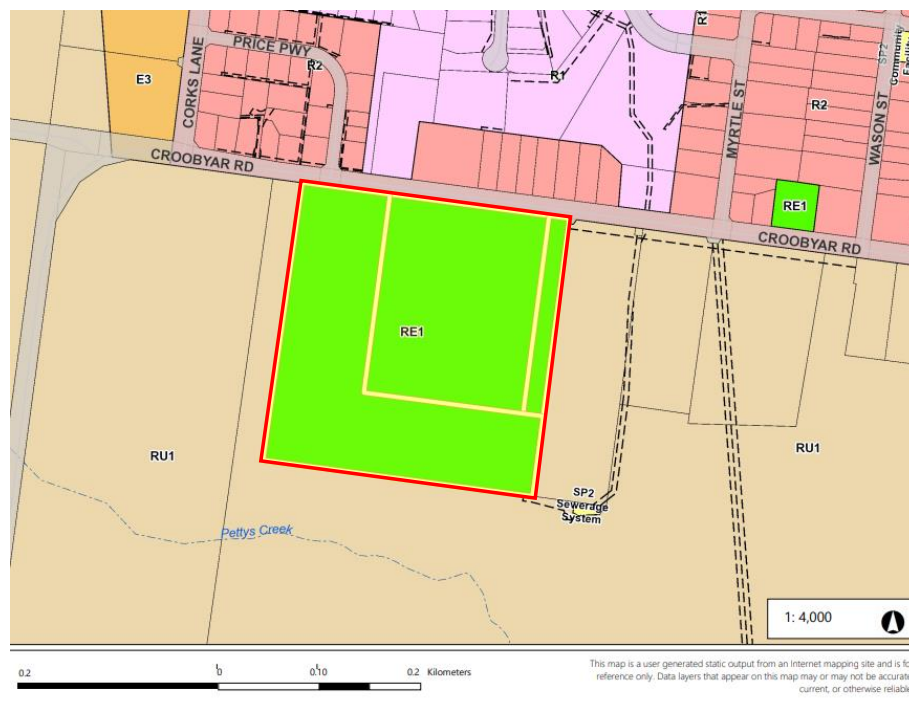 R1
PRICE PWY
R2
E3
R1
CORKS LANE
MYRTLE ST
R2
SP2
Community
WASON ST
CROOBYAR RD
RE1
CROOBYAR RD
RE1
RU1
RU1
SP2
Sewerage
System
Pettys Creek
1: 4,000
0.2
0
0.10
0.2
Kilometers
This map is a user generated static output from an Internet mapping site and is fo
reference only. Data layers that appear on this map may or may not be accurate
current, or otherwise reliabl